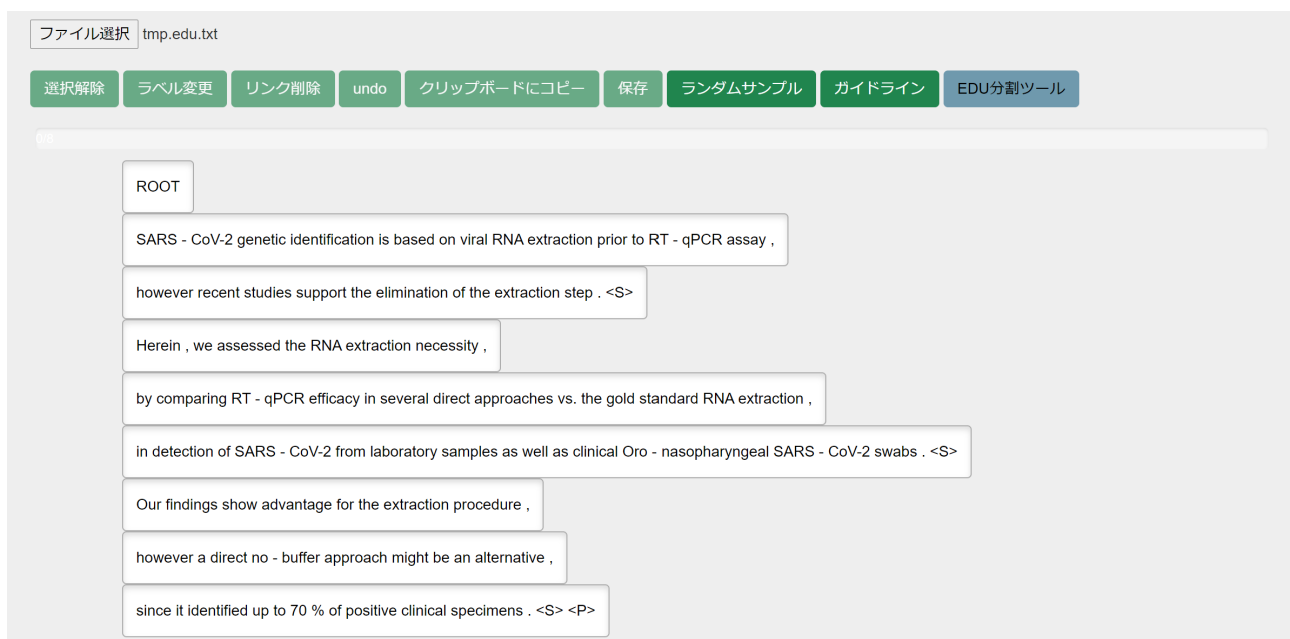 ファイル選択 tmp.edu.txt
選択解除 ラベル変更 リンク削除 undo クリップボードにコピー 保存 ランダムサンプル ガイドライン EDU分割ツール
0/8
ROOT
SARS - CoV-2 genetic identification is based on viral RNA extraction prior to RT - qPCR assay ,
however recent studies support the elimination of the extraction step . <S>
Herein , we assessed the RNA extraction necessity ,
by comparing RT - qPCR efficacy in several direct approaches vs. the gold standard RNA extraction ,
in detection of SARS - CoV-2 from laboratory samples as well as clinical Oro - nasopharyngeal SARS - CoV-2 swabs . <S>
Our findings show advantage for the extraction procedure ,
however a direct no - buffer approach might be an alternative ,
since it identified up to 70 % of positive clinical specimens . <S> <P>